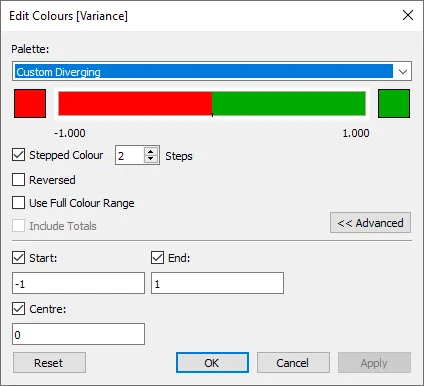 Edit Colours [Variance]
Palette:
Custom Diverging
-1.000 1.000
Stepped Colour 2 Steps
Reversed
Use Full Colour Range
Include Totals
<< Advanced
Start: End:
-1 1
Centre:
0
Reset OK Cancel Apply